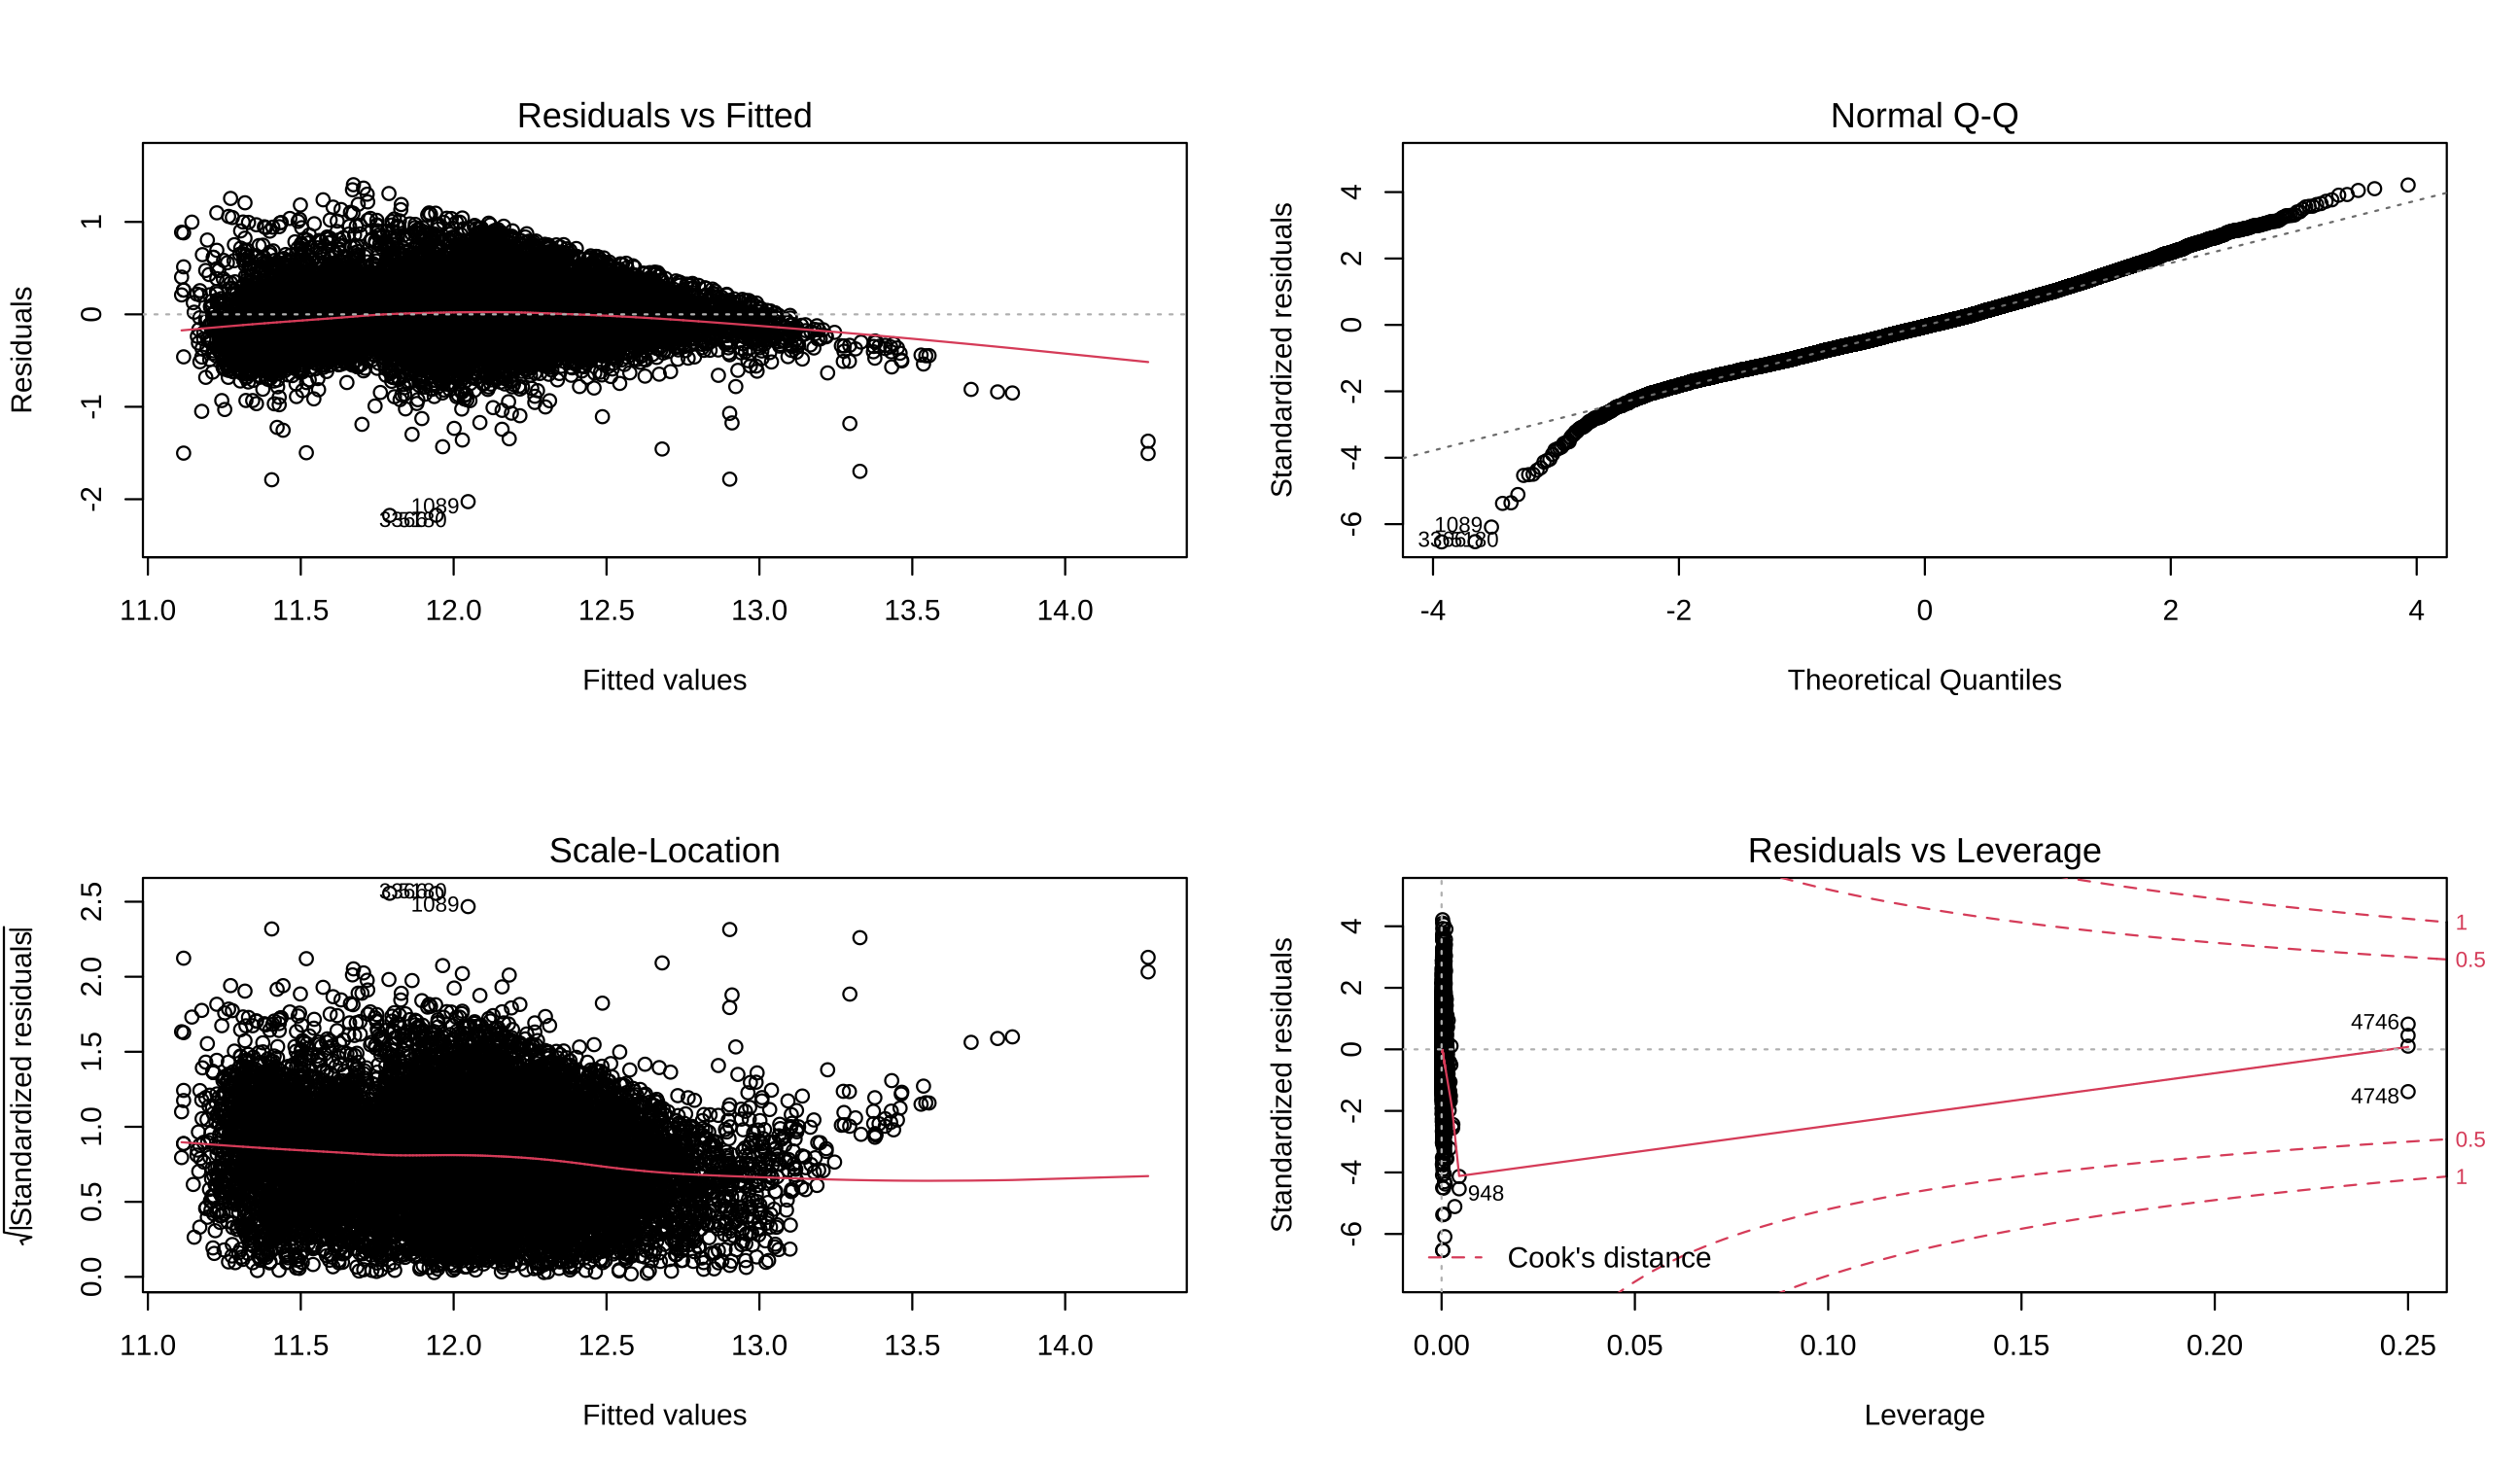 Residuals vs Fitted
Residuals
1
0
-1
-2
1089
11.0 11.5 12.0 12.5 13.0 13.5 14.0
Fitted values
Normal Q-Q
Standardized residuals
4
2
0
-2
-4
-6
1089
-4 -2 0 2 4
Theoretical Quantiles
Scale-Location
√|Standardized residuals|
2.5
2.0
1.5
1.0
0.5
0.0
1089
11.0 11.5 12.0 12.5 13.0 13.5 14.0
Fitted values
Residuals vs Leverage
Standardized residuals
4
2
0
-2
-4
-6
1
0.5
4746
4748
0.5
1
948
Cook's distance
0.00 0.05 0.10 0.15 0.20 0.25
Leverage